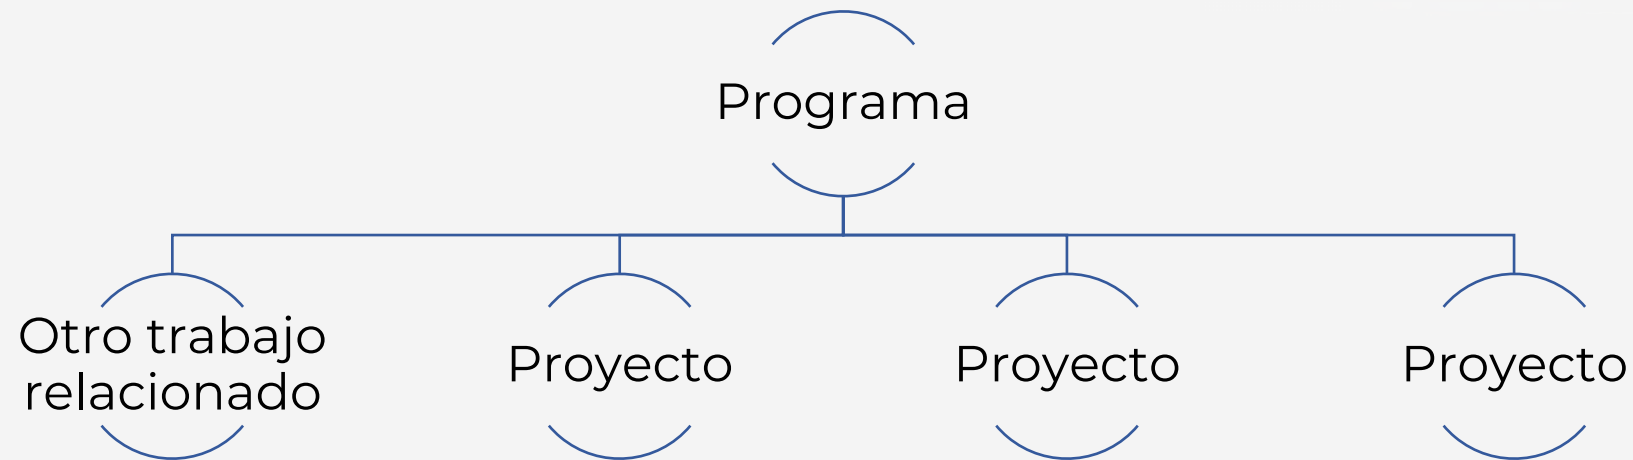 Programa
Otro trabajo
relacionado
Proyecto
Proyecto
Proyecto